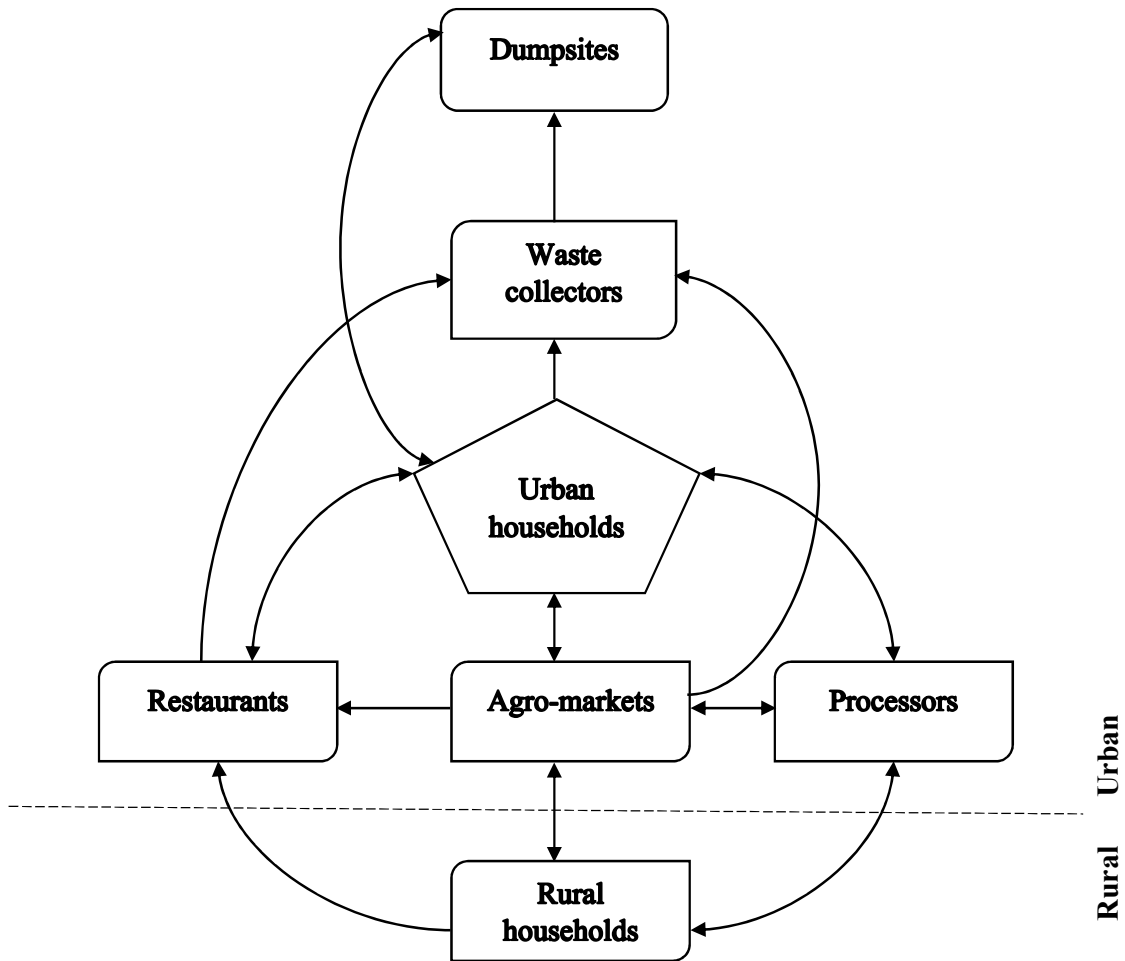 Dumpsites
Waste
collectors
Urban
households
Restaurants
Agro-markets
Processors
Urban
Rural
Rural
households